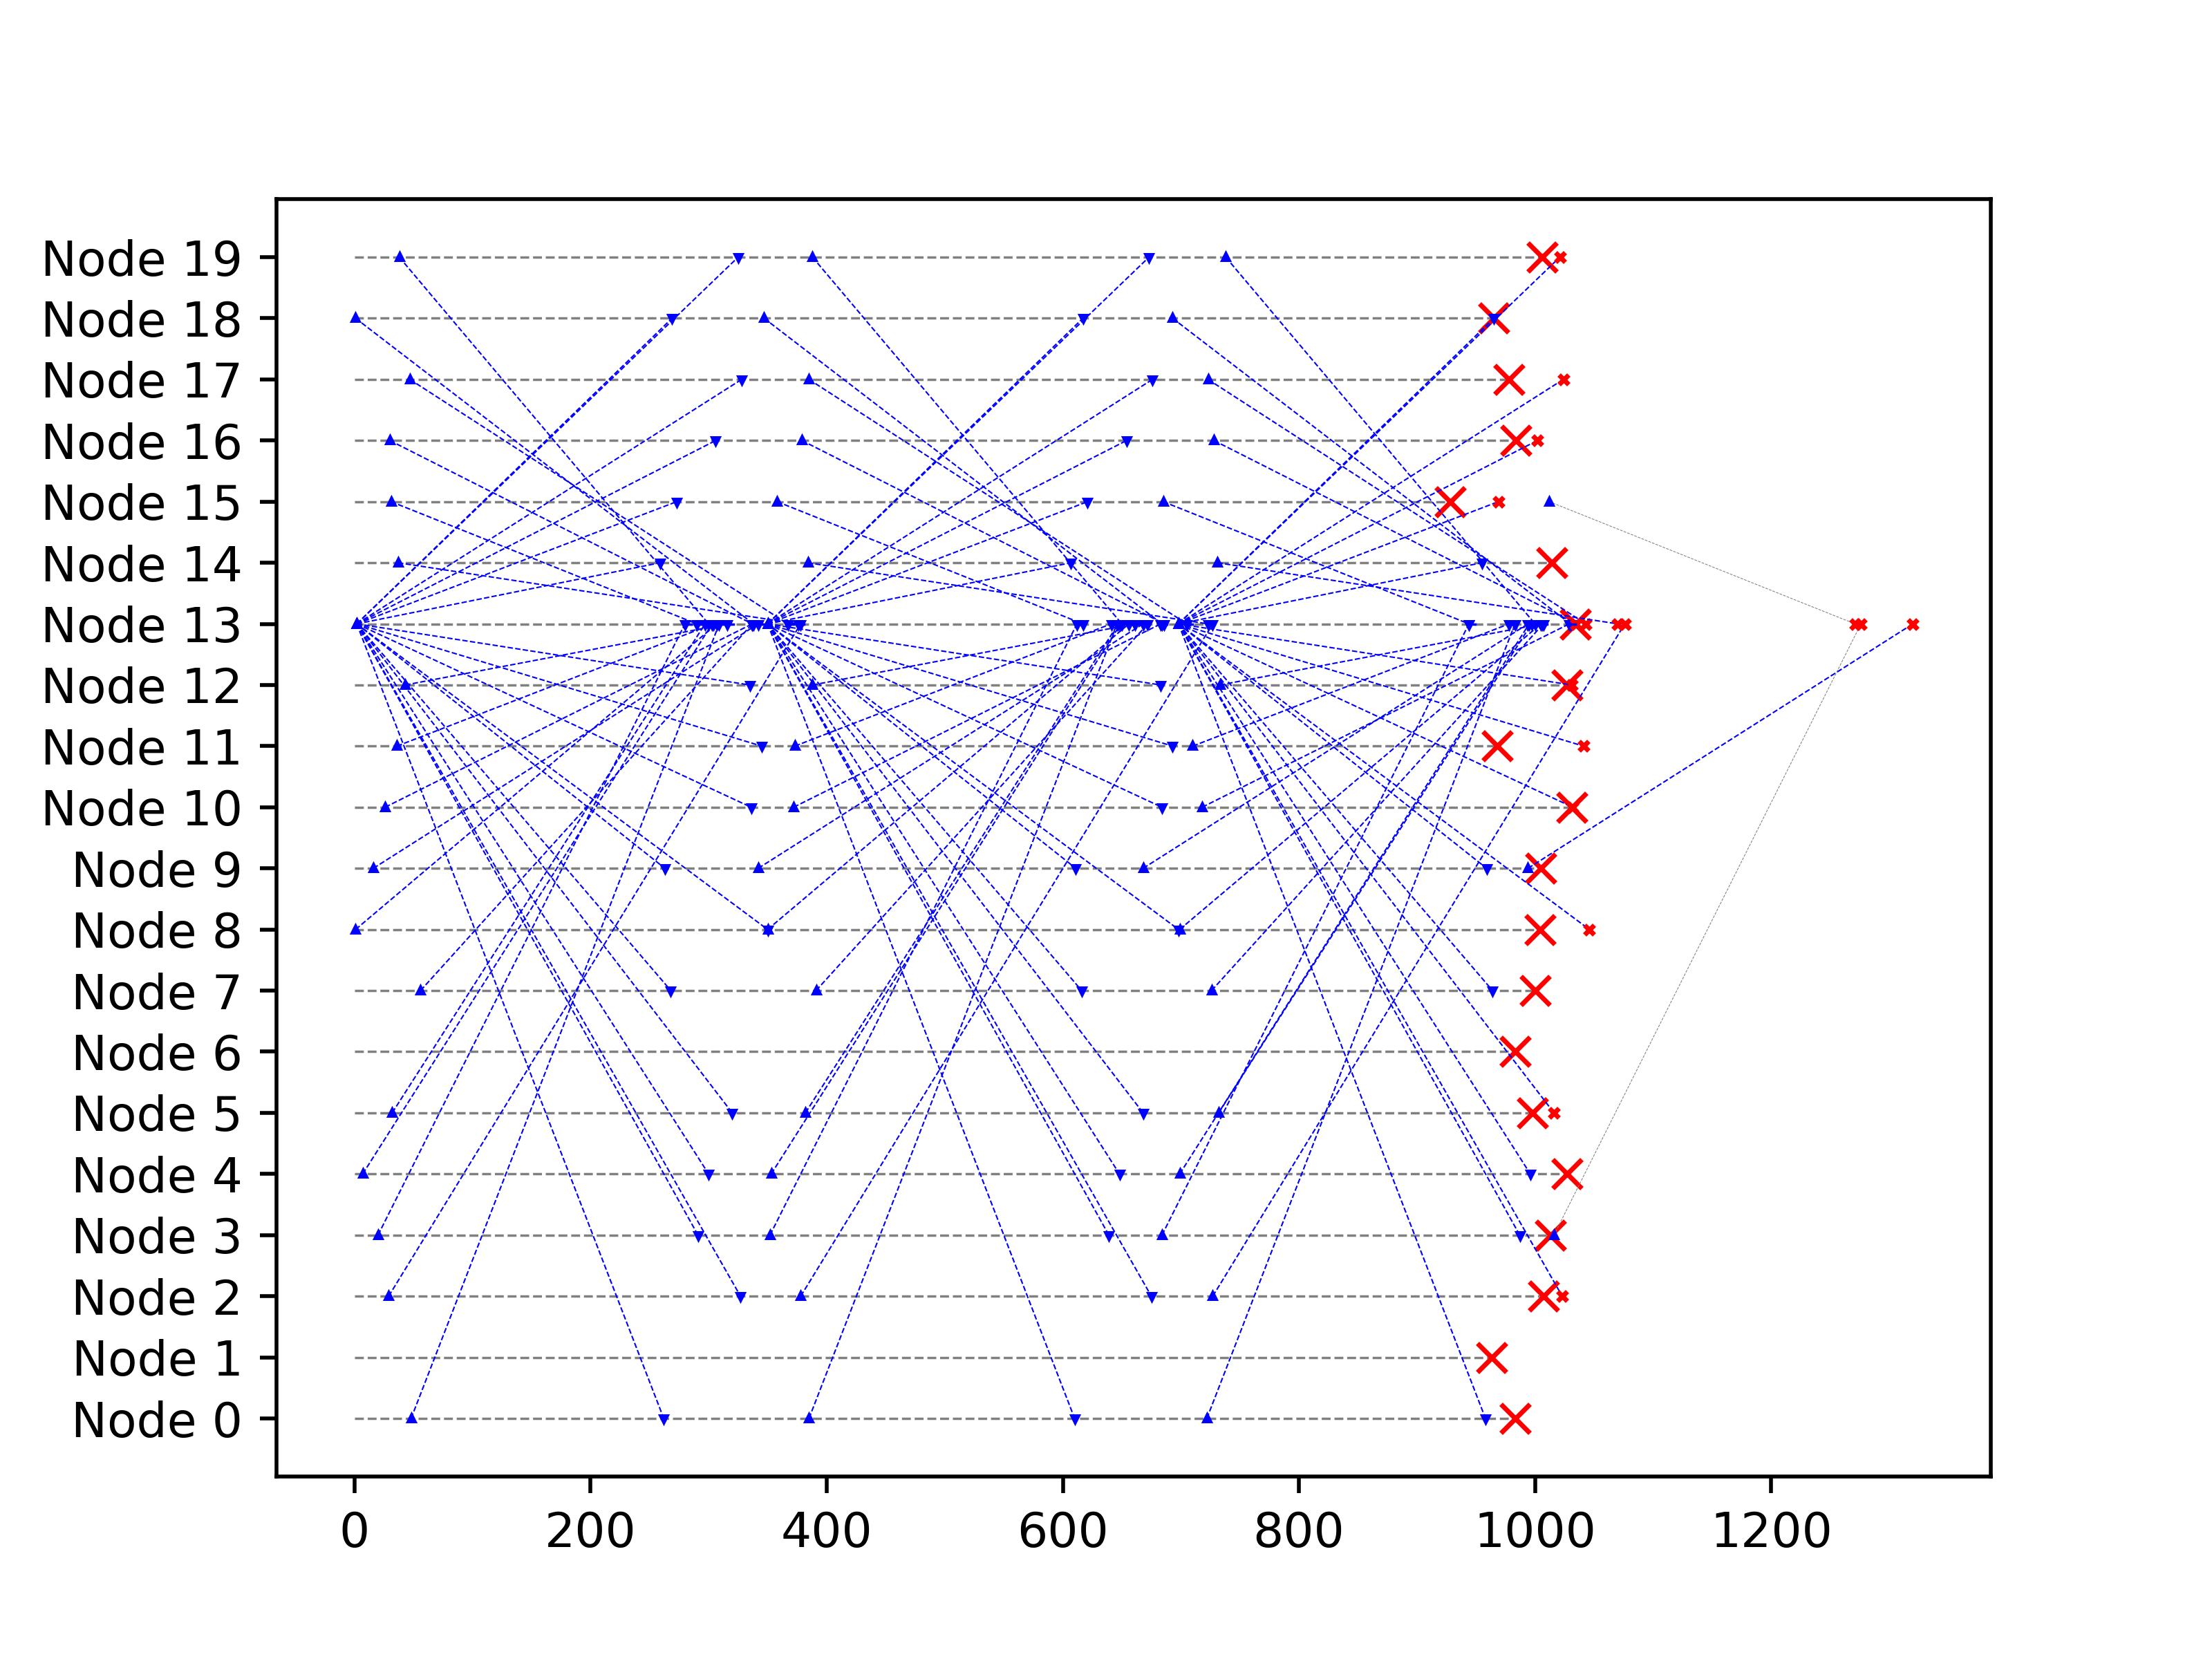 Node 19
Node 18
Node 17
Node 16
Node 15
Node 14
Node 13
Node 12
Node 11
Node 10
Node 9
Node 8
Node 7
Node 6
Node 5
Node 4
Node 3
Node 2
Node 1
Node 0
0 200 400 600 800 1000 1200